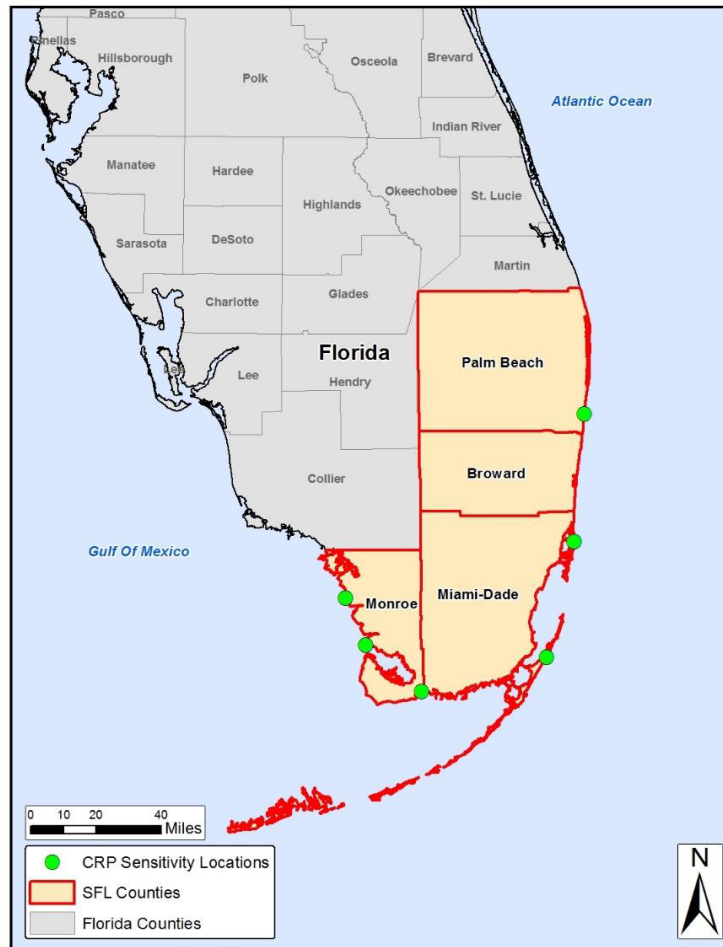 Pasco
Pinellas
Hillsborough
Polk
Osceola
Brevard
Atlantic Ocean
Indian River
Manatee
Hardee
Highlands
Okeechobee
St. Lucie
Sarasota
DeSoto
Martin
Charlotte
Glades
Florida
Lee
Lee
Hendry
Palm Beach
Collier
Broward
Gulf Of Mexico
Monroe
Miami-Dade
0 10 20 40
Miles
N
CRP Sensitivity Locations
SFL Counties
Florida Counties